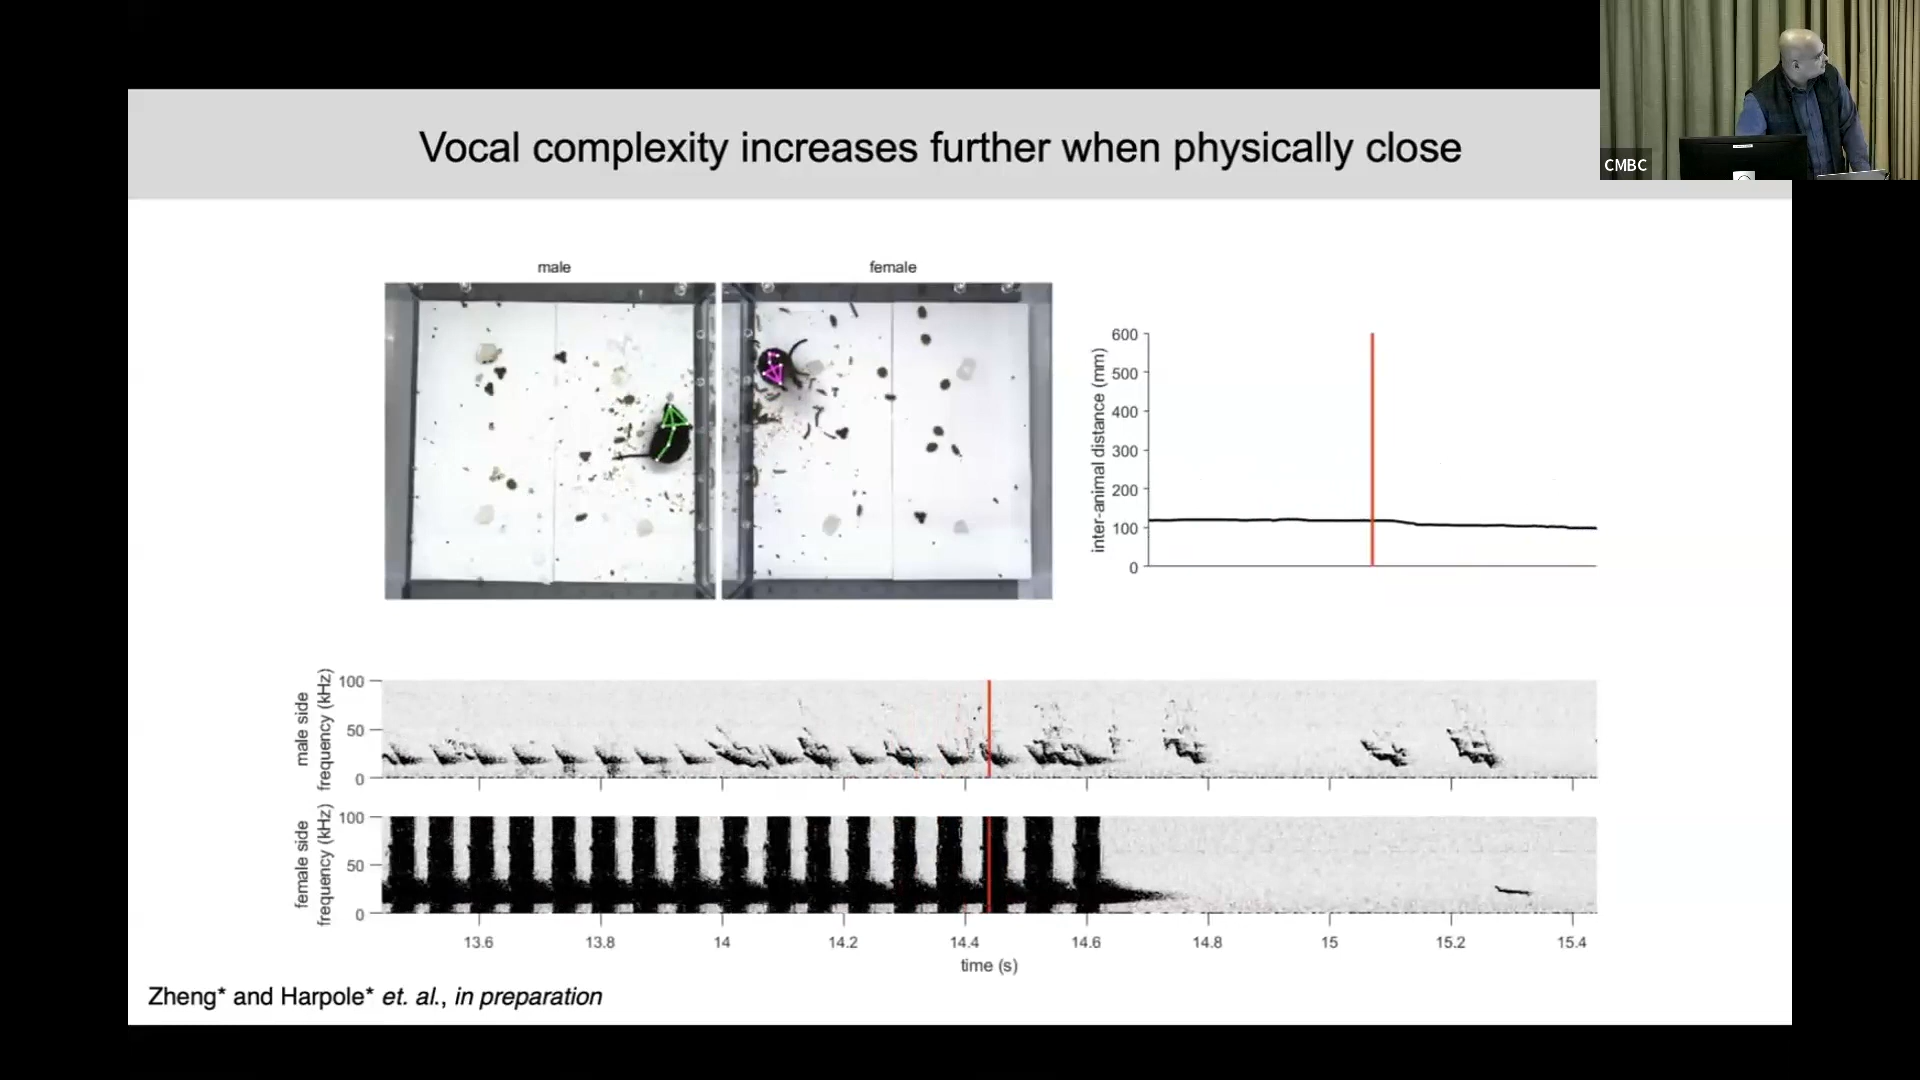 CMBC
Vocal complexity increases further when physically close
male
female
inter-animal distance (mm)
600
500
400
300
200
100
0
male side
frequency (kHz)
100
50
0
female side
frequency (kHz)
100
50
0
13.6 13.8 14 14.2 14.4 14.6 14.8 15 15.2 15.4
time (s)
Zheng* and Harpole* et. al., in preparation